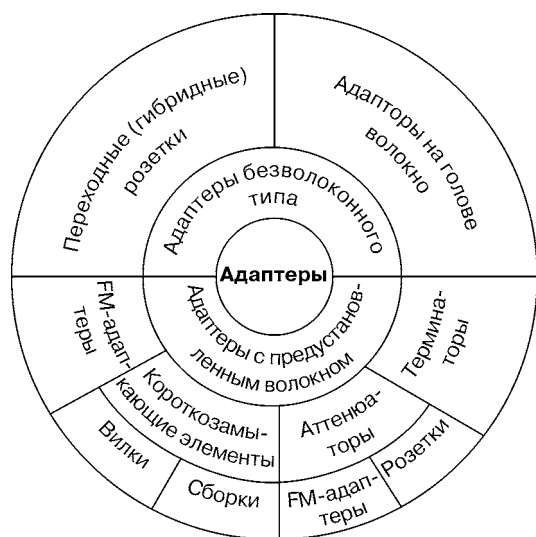 Переходные (гибридные)
розетки
Адапторы на голове
волокно
Адаптеры безволоконного
типа
Адаптеры
Адаптеры с предустанов-
ленным волокном
FM-адап-
теры
Термина-
торы
Короткозамы-
кающие элементы
Аттенюа-
торы
Вилки
Сборки
FM-адап-
теры
Розетки